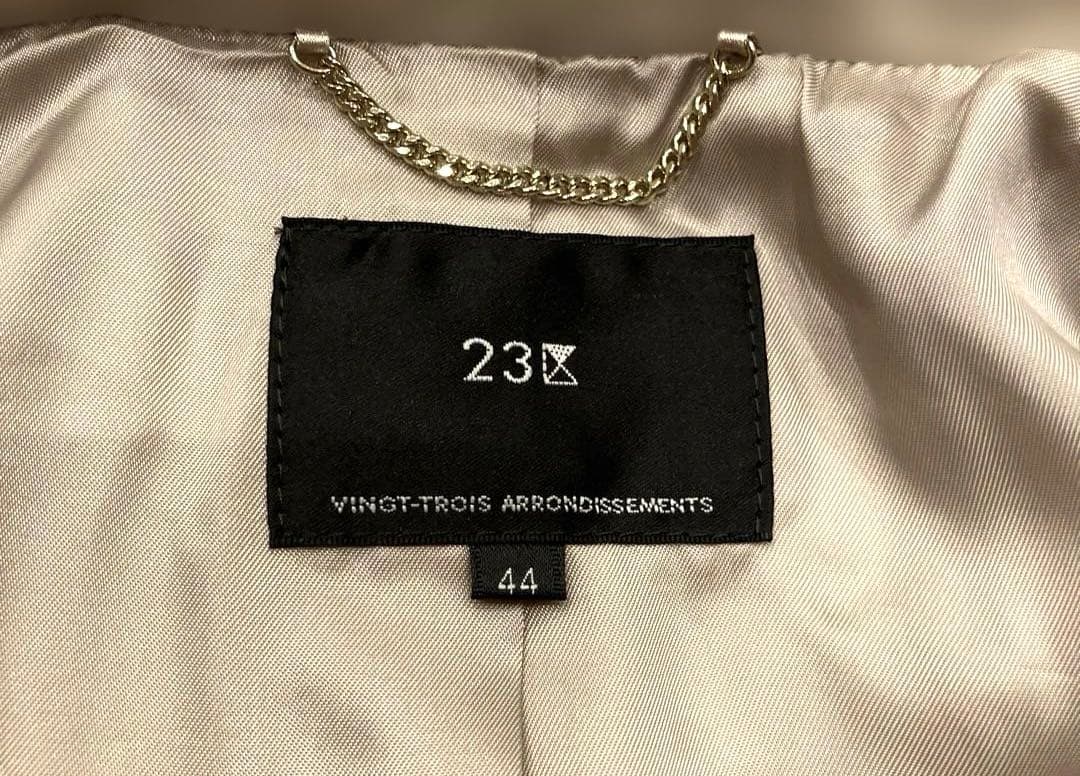 23区
VINGT-TROIS ARRONDISSEMENTS
44